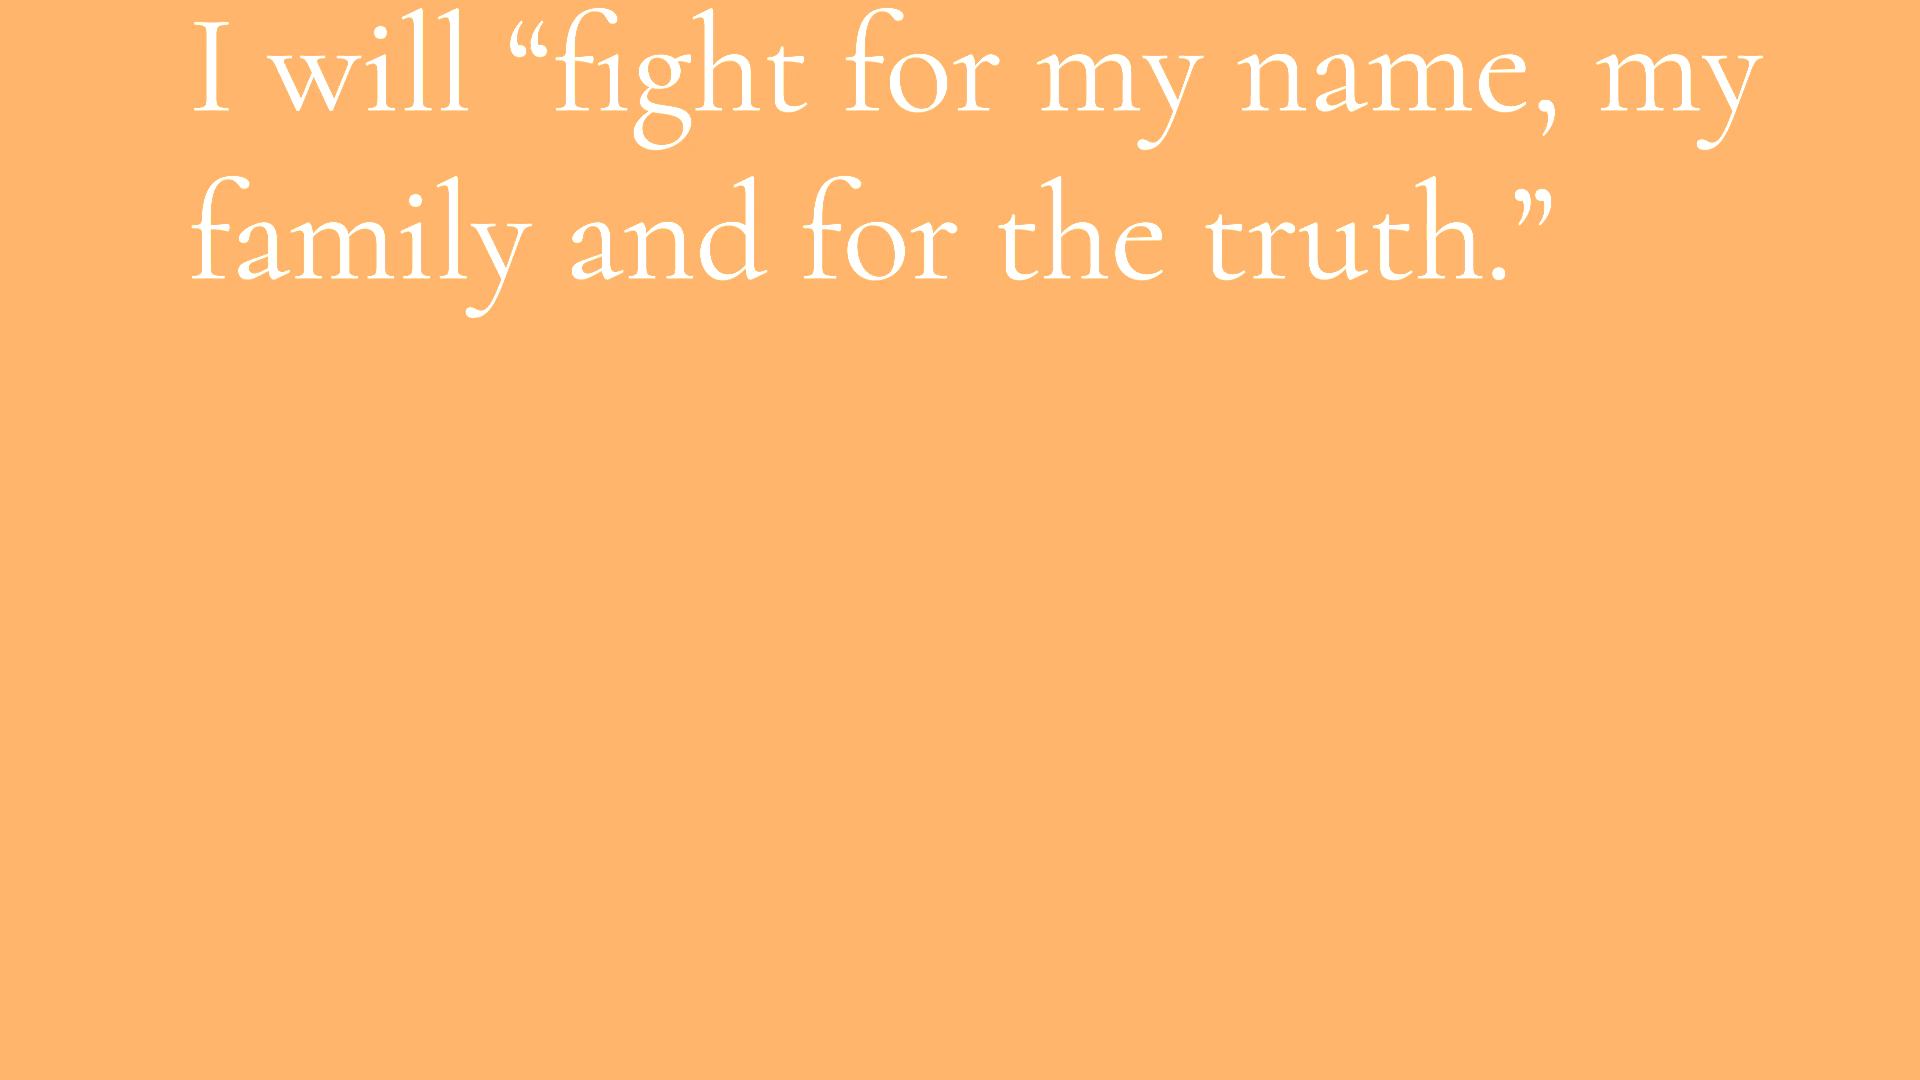 I will “fight for my name, my
family and for the truth.”